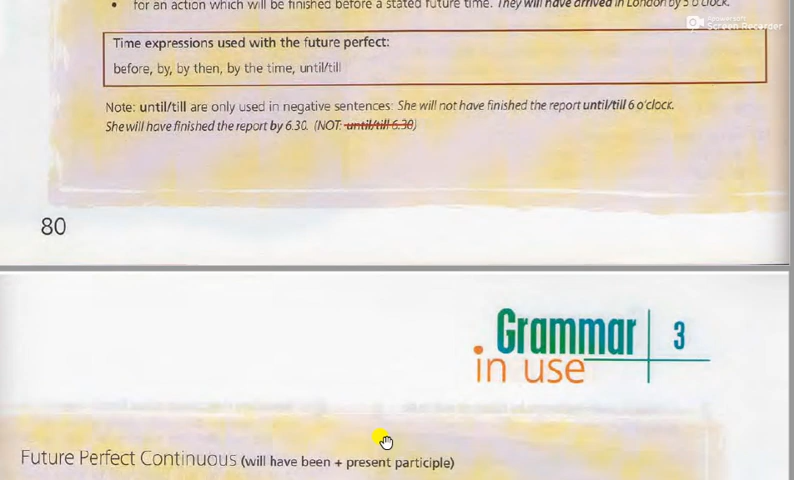 for an action which will be finished before a stated future time. They will have arrived in London by 5 o'clock.
Screen Recorder
Time expressions used with the future perfect:
before, by, by then, by the time, until/till
Note: until/till are only used in negative sentences: She will not have finished the report until/till 6 o'clock.
She will have finished the report by 6.30. (NOT: until/till 6.30)
80
Grammar 3
in use
Future Perfect Continuous (will have been + present participle)